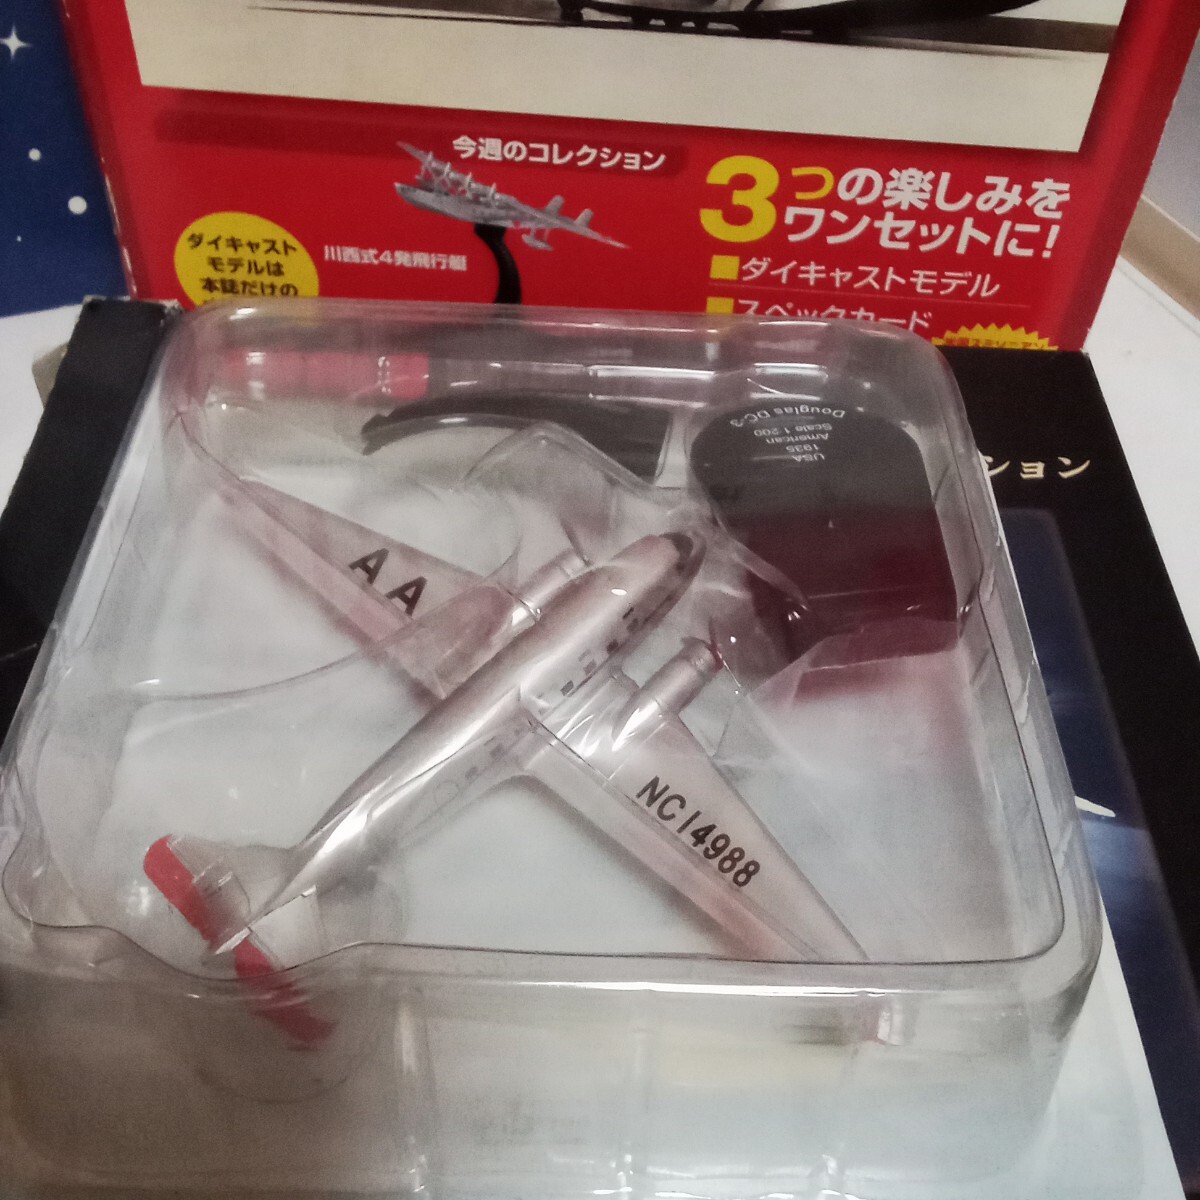 今週のコレクション
川西式4発飛行艇
ダイキャスト
モデルは
本誌だけの
3つの楽しみを
ワンセットに!
■ダイキャストモデル
■スペックカード
Douglas DC-3
Scale 1:200
American
1935
USA
ション
AA
NC14988